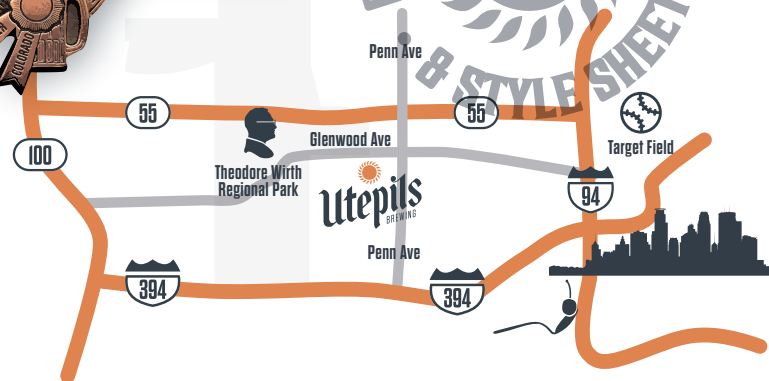 COLORADO
Penn Ave
& STYLE SHEET
55
55
Glenwood Ave
100
Theodore Wirth
Regional Park
Target Field
94
Utepils
BREWING
Penn Ave
394
394